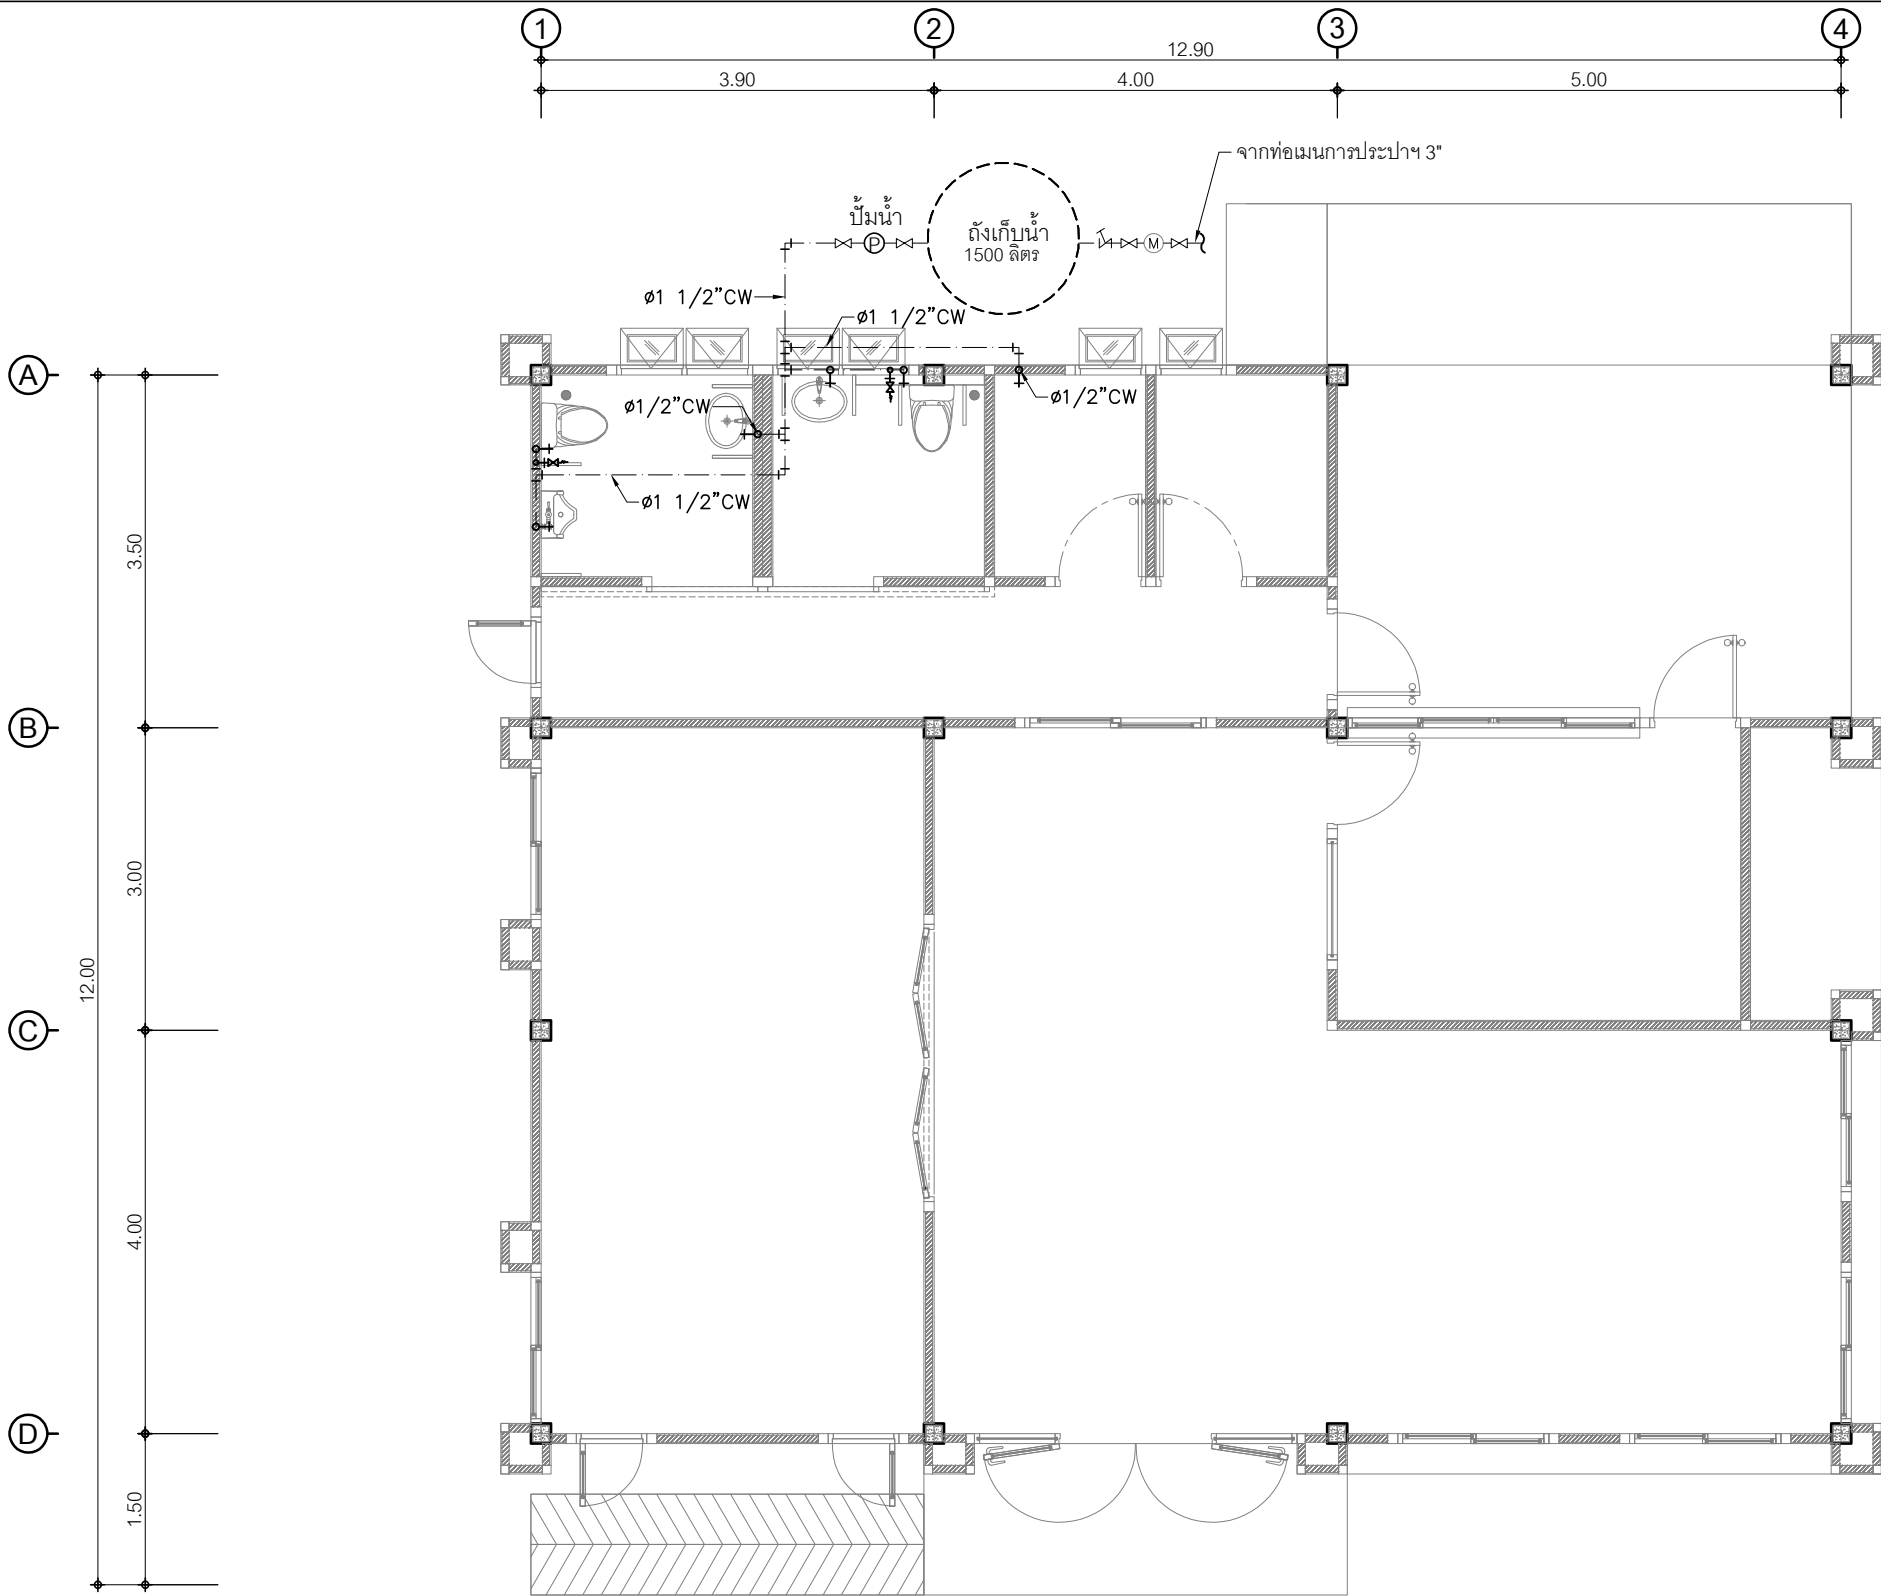 1 2 3 4
12.90
3.90 4.00 5.00
จากท่อเมนการประปาฯ 3"
ปั้มน้ำ
P
ถังเก็บน้ำ
1500 ลิตร
M
ø1 1/2”CW
ø1 1/2”CW
A
ø1/2”CW
ø1/2”CW
ø1 1/2”CW
3.50
B
3.00
12.00
C
4.00
D
1.50